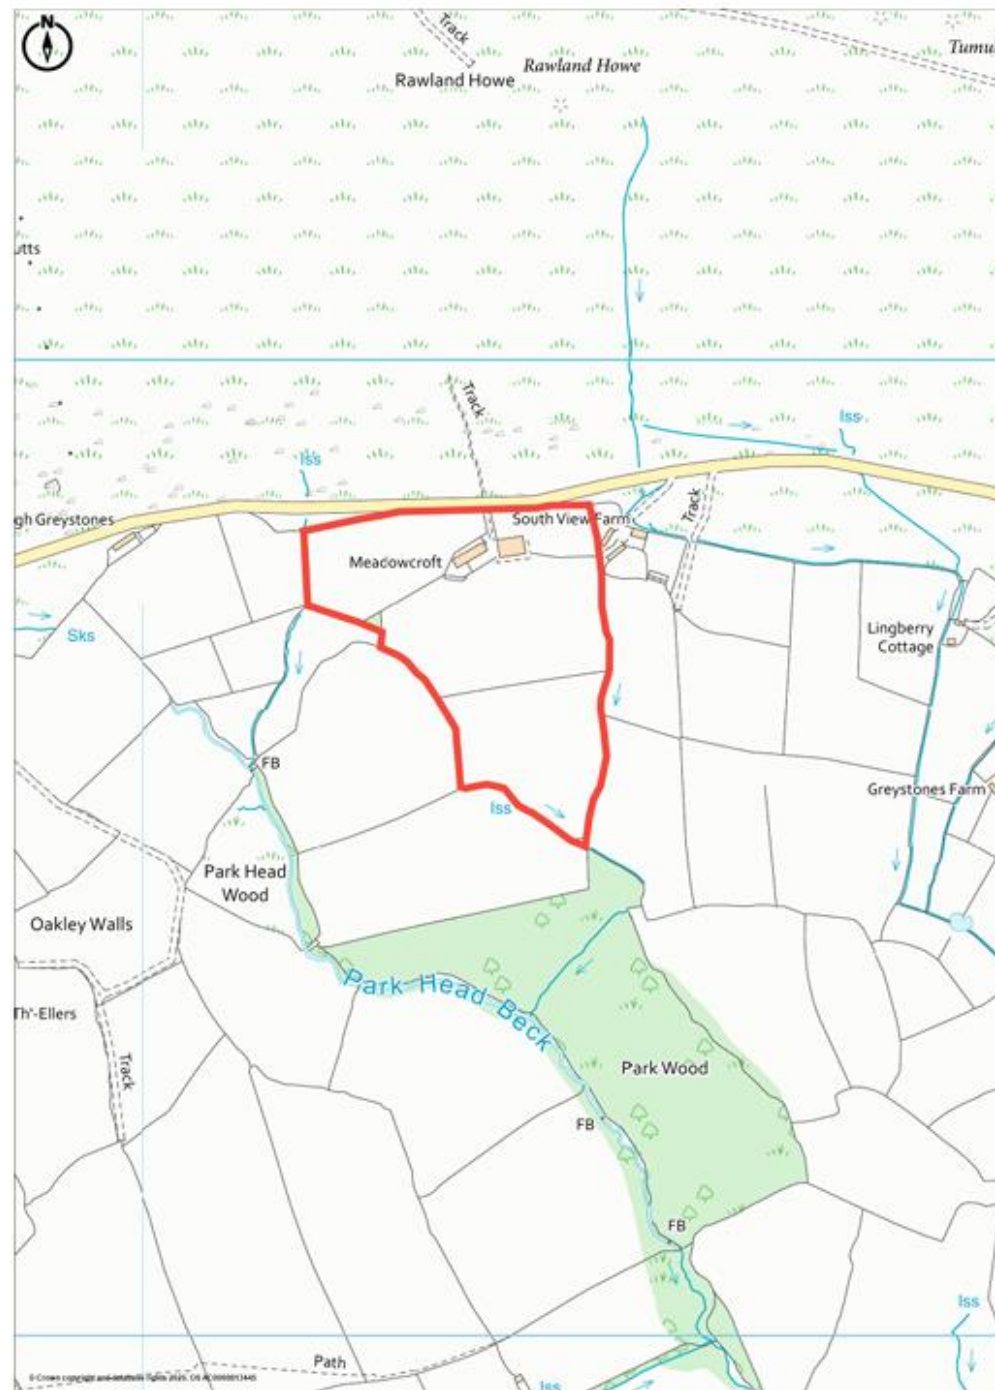 N
Track
Rawland Howe
Rawland Howe
Tumu
utts
Track
Iss
Iss
gh Greystones
South View Farm
Track
Meadowcroft
Sks
Lingberry
Cottage
FB
Greystones Farm
Iss
Park Head
Wood
Oakley Walls
Park Head Beck
Th'-Ellers
Track
Park Wood
FB
FB
Iss
Path
Iss